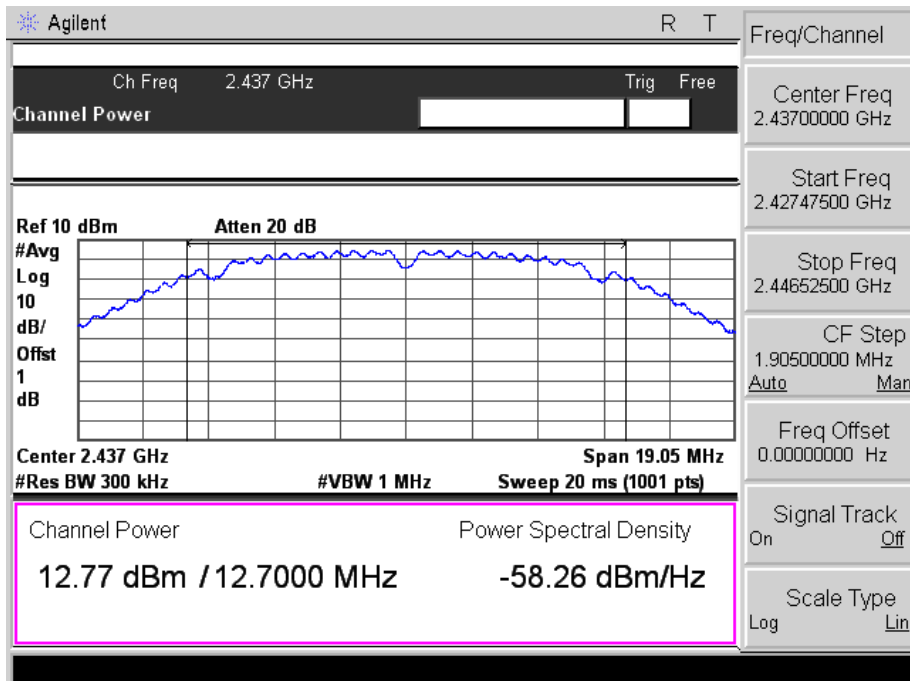 Agilent R T
Ch Freq 2.437 GHz Trig Free
Channel Power
Ref 10 dBm Atten 20 dB
#Avg
Log
10
dB/
Offst
1
dB
Center 2.437 GHz Span 19.05 MHz
#Res BW 300 kHz #VBW 1 MHz Sweep 20 ms (1001 pts)
Channel Power Power Spectral Density
12.77 dBm / 12.7000 MHz -58.26 dBm/Hz
Freq/Channel
Center Freq
2.43700000 GHz
Start Freq
2.42747500 GHz
Stop Freq
2.44652500 GHz
CF Step
1.90500000 MHz
Auto Man
Freq Offset
0.00000000 Hz
Signal Track
On Off
Scale Type
Log Lin